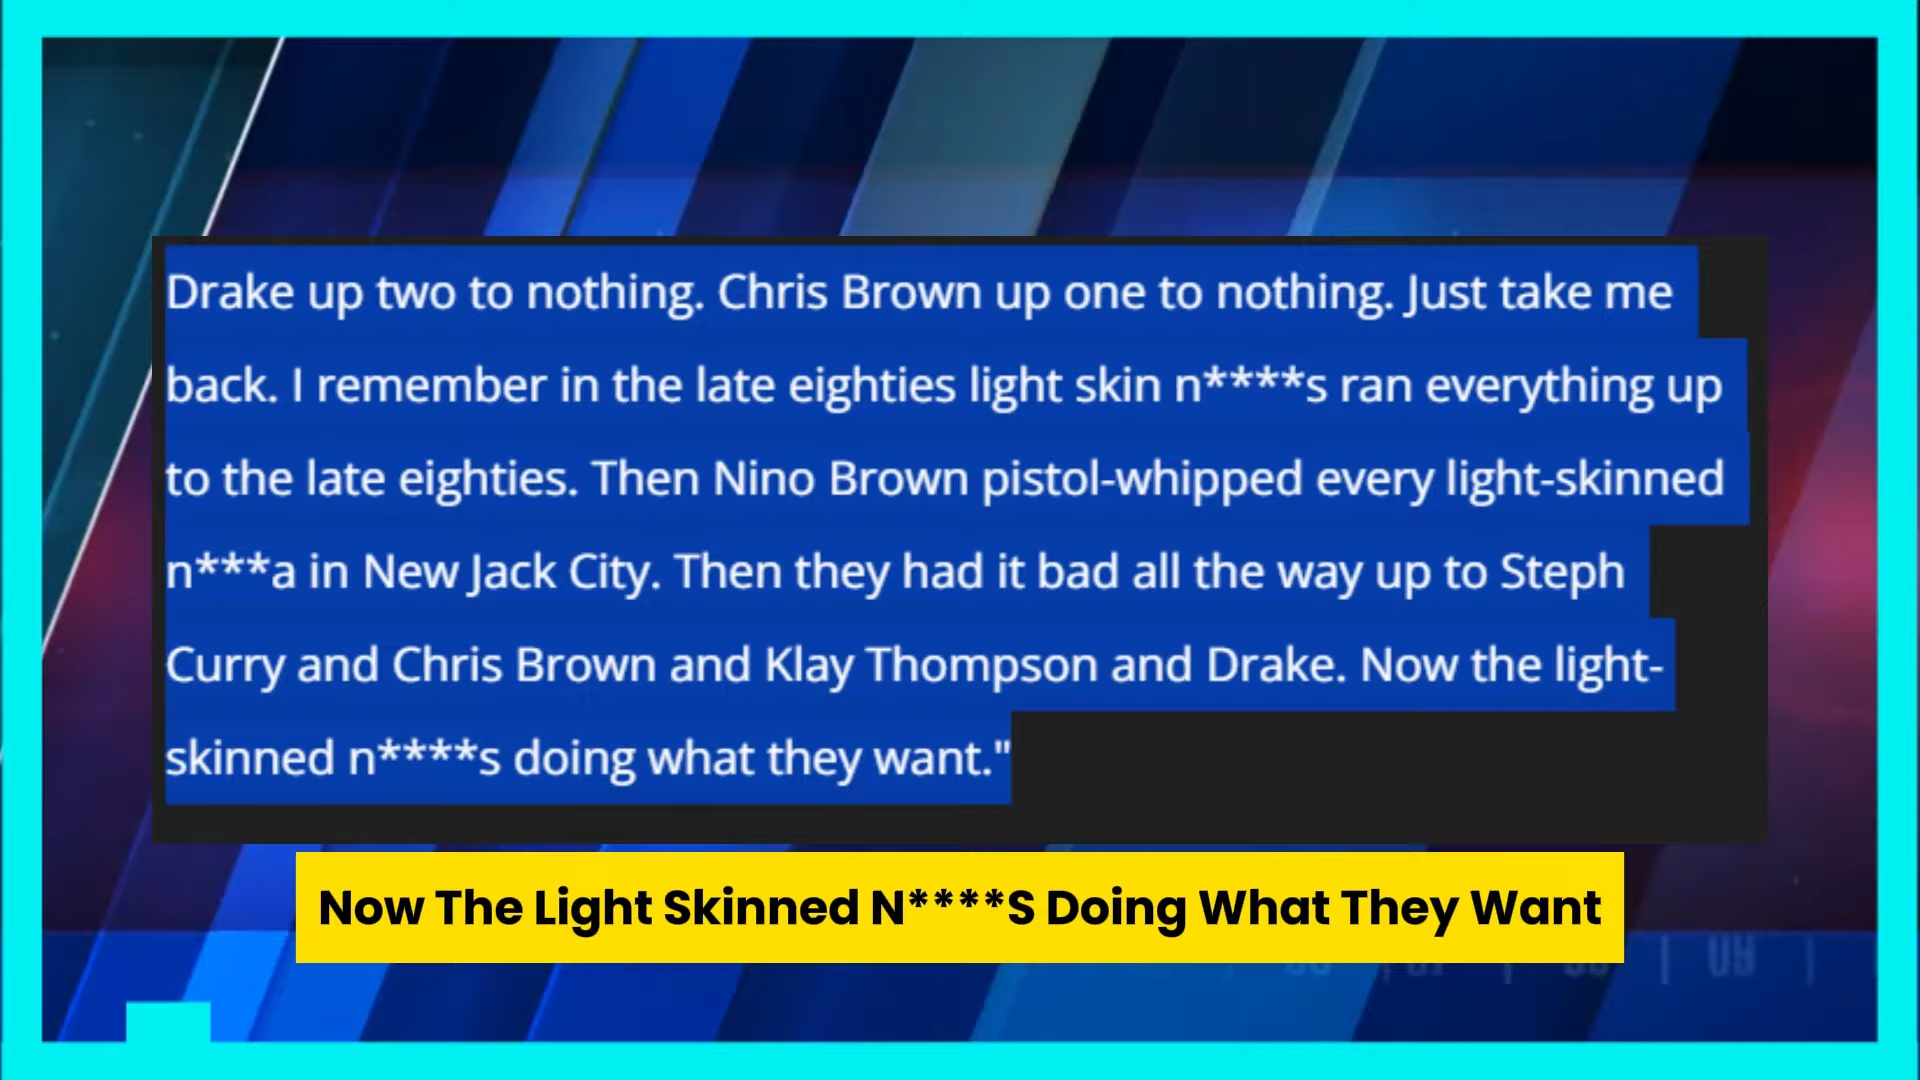 Drake up two to nothing. Chris Brown up one to nothing. Just take me
back. I remember in the late eighties light skin n****s ran everything up
to the late eighties. Then Nino Brown pistol-whipped every light-skinned
n***a in New Jack City. Then they had it bad all the way up to Steph
Curry and Chris Brown and Klay Thompson and Drake. Now the light-
skinned n****s doing what they want."
Now The Light Skinned N****S Doing What They Want